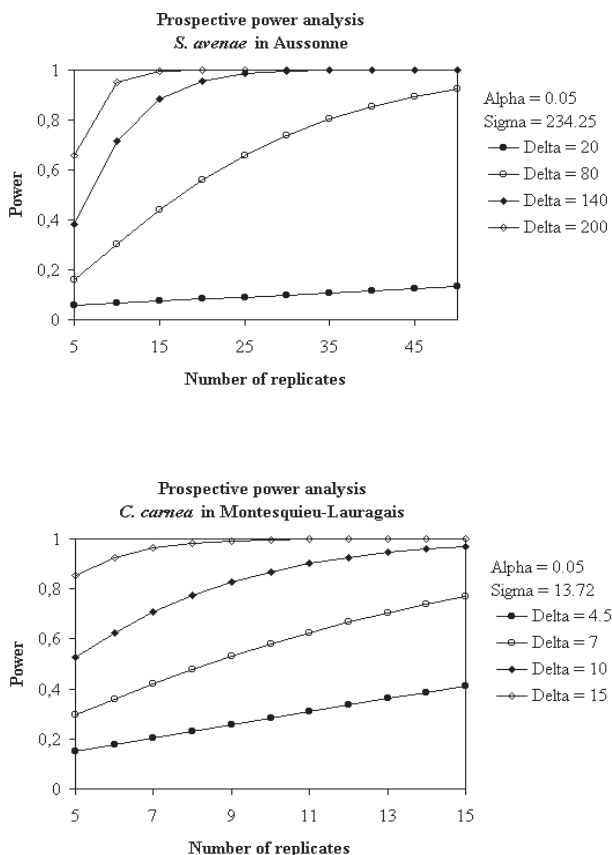 Prospective power analysis
S. avenae in Aussonne
1
0,8
0,6
0,4
0,2
0
Power
5
15
25
35
45
Number of replicates
Alpha = 0.05
Sigma = 234.25
Delta = 20
Delta = 80
Delta = 140
Delta = 200
Prospective power analysis
C. carnea in Montesquieu-Lauragais
1
0,8
0,6
0,4
0,2
0
Power
5
7
9
11
13
15
Number of replicates
Alpha = 0.05
Sigma = 13.72
Delta = 4.5
Delta = 7
Delta = 10
Delta = 15